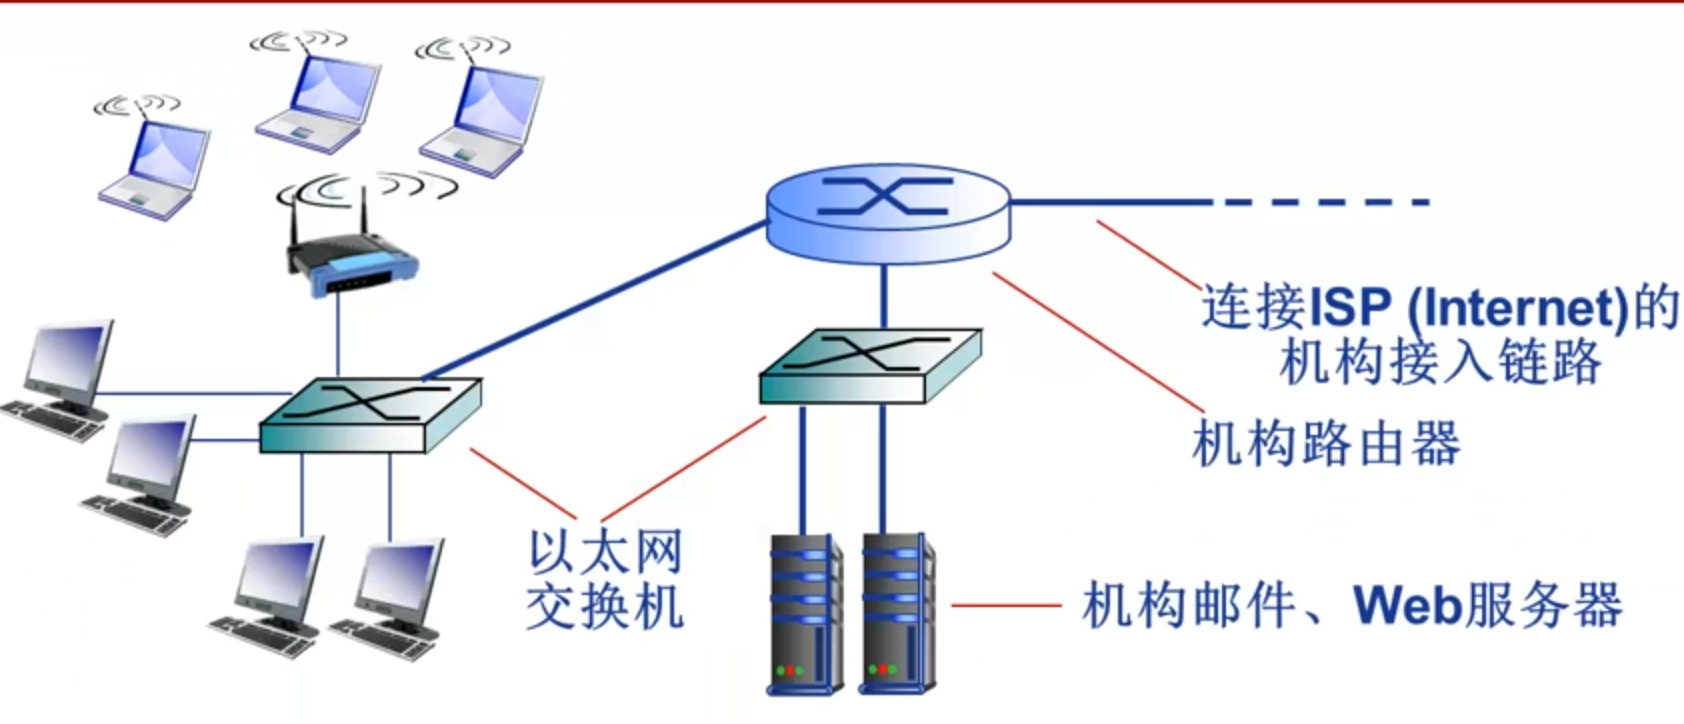 连接ISP (Internet)的
机构接入链路
机构路由器
以太网
交换机
机构邮件、Web服务器